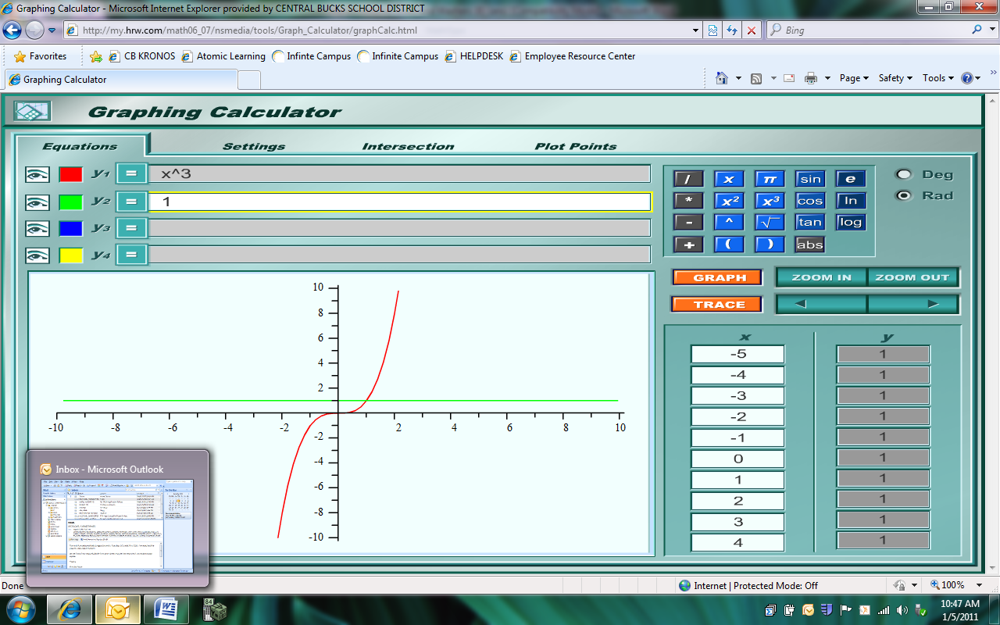 Graphing Calculator - Microsoft Internet Explorer provided by CENTRAL BUCKS SCHOOL DISTRICT
http://my.hrw.com/math06_07/nsmedia/tools/Graph_Calculator/graphCalc.html
Bing
Favorites CB KRONOS Atomic Learning Infinte Campus Infinite Campus HELPDESK Employee Resource Center
Graphing Calculator Page Safety Tools
Graphing Calculator
Equations Settings Intersection Plot Points
y1 = x^3
y2 = 1
y3 =
y4 =
/ x π sin e
* x² x³ cos ln
- ^ √ tan log
+ ( ) abs
Deg
Rad
GRAPH ZOOM IN ZOOM OUT
TRACE
10
8
6
4
2
-10 -8 -6 -4 -2 2 4 6 8 10
-2
-4
-6
-8
-10
x y
-5 1
-4 1
-3 1
-2 1
-1 1
0 1
1 1
2 1
3 1
4 1
Inbox - Microsoft Outlook
Done Internet | Protected Mode: Off 100%
84
10:47 AM
1/5/2011